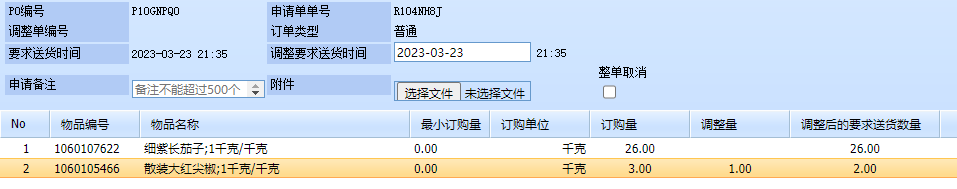 PO编号 P10GNPQ0 申请单单号 R104NH8J
调整单编号 订单类型 普通
要求送货时间 2023-03-23 21:35 调整要求送货时间 2023-03-23 21:35
整单取消
申请备注 备注不能超过500个 附件 选择文件 未选择文件
No 物品编号 物品名称 最小订购量 订购单位 订购量 调整量 调整后的要求送货数量
1 1060107622 细紫长茄子;1千克/千克 0.00 千克 26.00 26.00
2 1060105466 散装大红尖椒;1千克/千克 0.00 千克 3.00 1.00 2.00